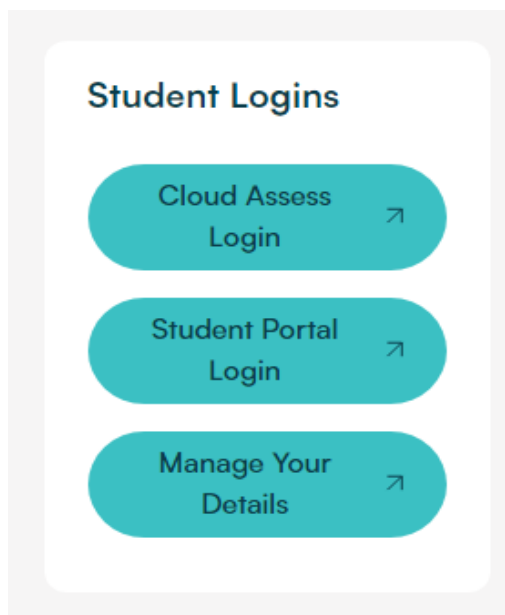 Student Logins
Cloud Assess
Login
Student Portal
Login
Manage Your
Details